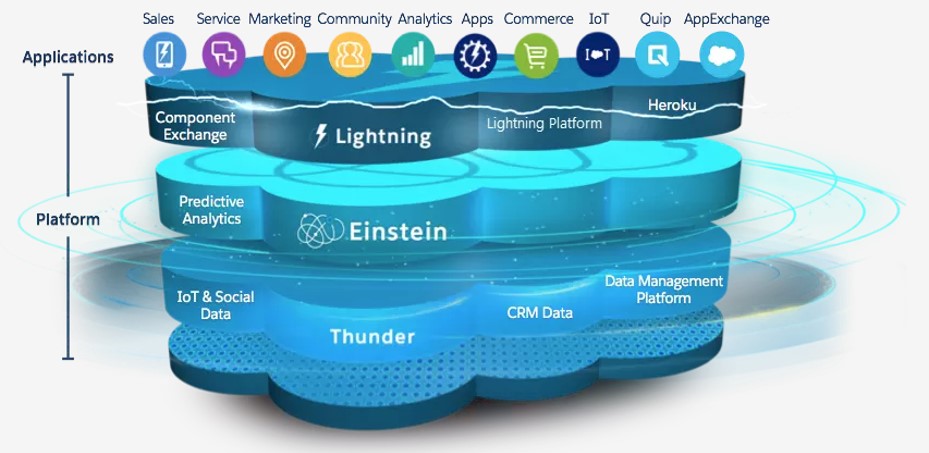 Sales Service Marketing Community Analytics Apps Commerce IoT Quip AppExchange
Applications
IoT
Component
Exchange
Lightning
Lightning Platform
Heroku
Platform
Predictive
Analytics
Einstein
IoT & Social
Data
Thunder
CRM Data
Data Management
Platform